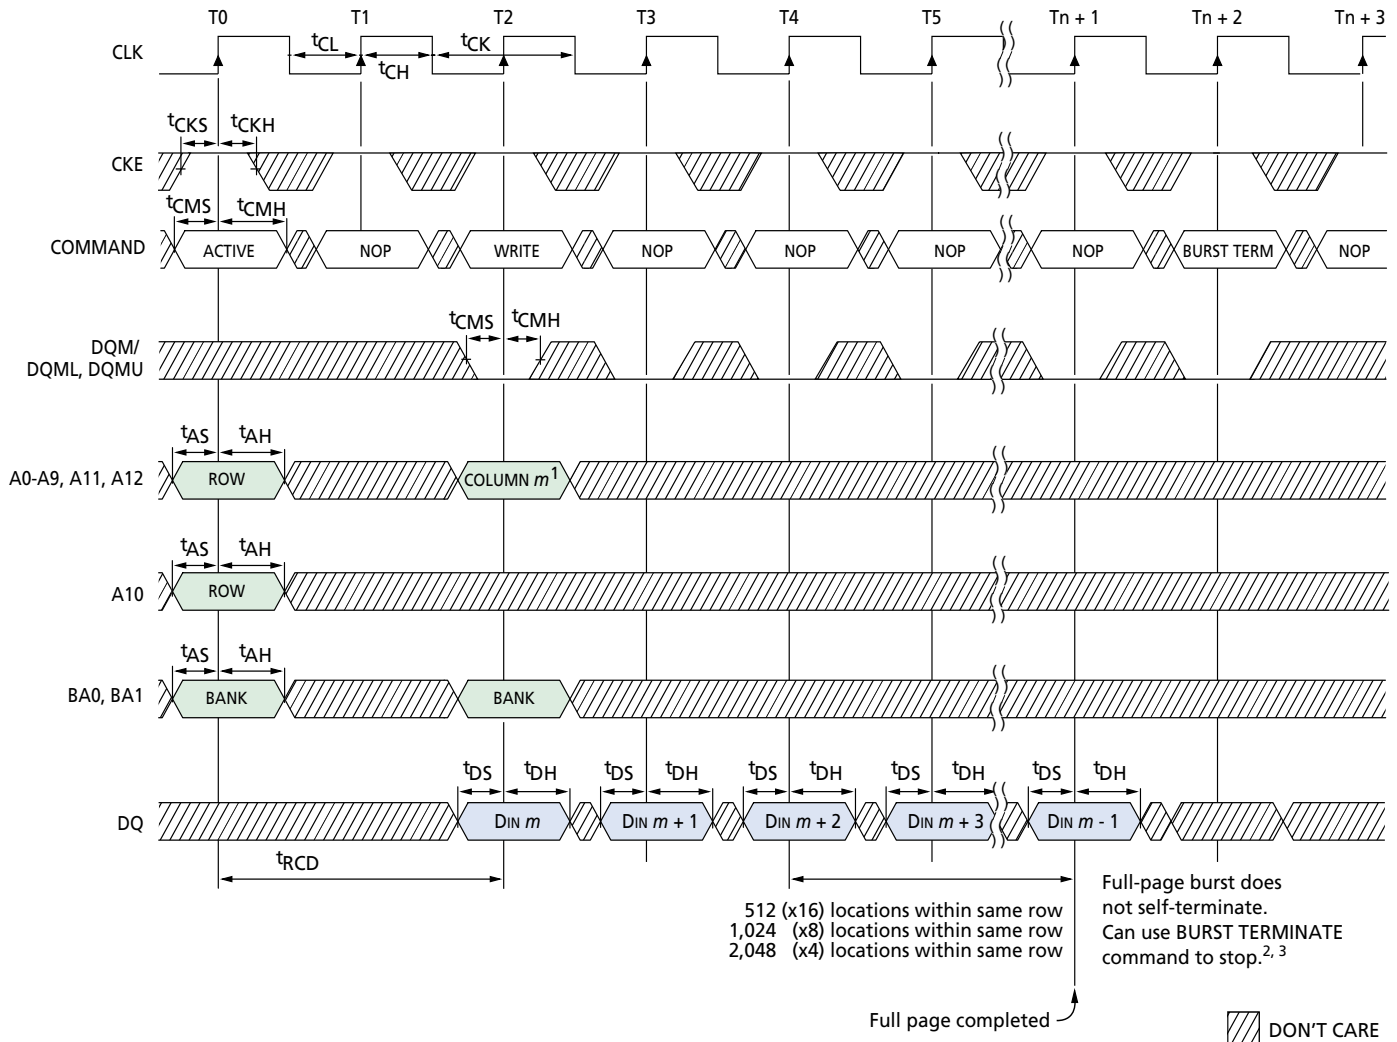 T0 T1 T2 T3 T4 T5 Tn + 1 Tn + 2 Tn + 3
CLK
tCL tCK
tCH
tCKS tCKH
CKE
tCMS tCMH
COMMAND ACTIVE NOP WRITE NOP NOP NOP NOP BURST TERM NOP
tCMS tCMH
DQM/
DQML, DQMU
tAS tAH
A0-A9, A11, A12 ROW COLUMN m1
tAS tAH
A10 ROW
tAS tAH
BA0, BA1 BANK BANK
tDS tDH tDS tDH tDS tDH tDS tDH tDS tDH
DQ DIN m DIN m + 1 DIN m + 2 DIN m + 3 DIN m - 1
tRCD
512 (x16) locations within same row
1,024 (x8) locations within same row
2,048 (x4) locations within same row
Full-page burst does
not self-terminate.
Can use BURST TERMINATE
command to stop.2, 3
Full page completed
DON'T CARE